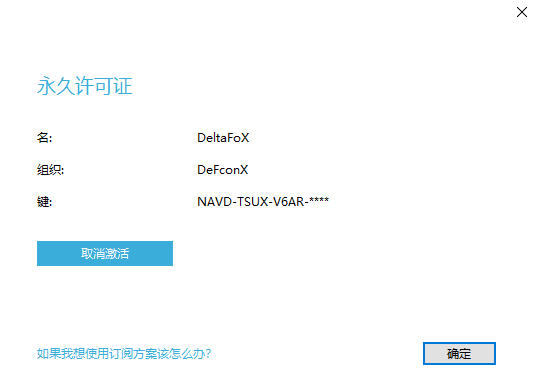 永久许可证
名: DeltaFoX
组织: DeFconX
键: NAVD-TSUX-V6AR-****
取消激活
如果我想使用订阅方案该怎么办?
确定